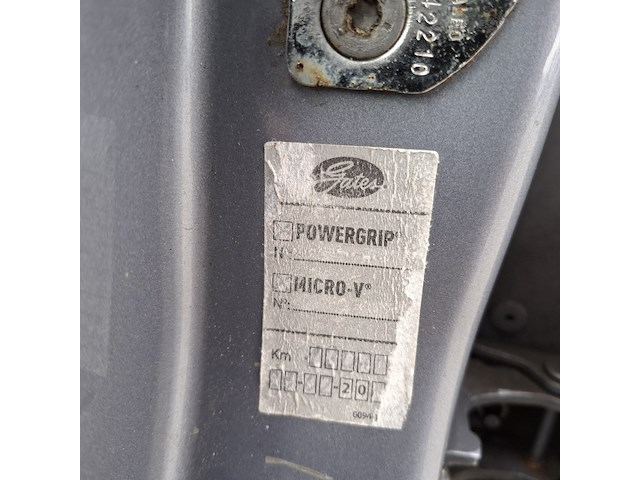 42210
Gates
POWERGRIP®
N°
MICRO-V®
N°:
Km
20